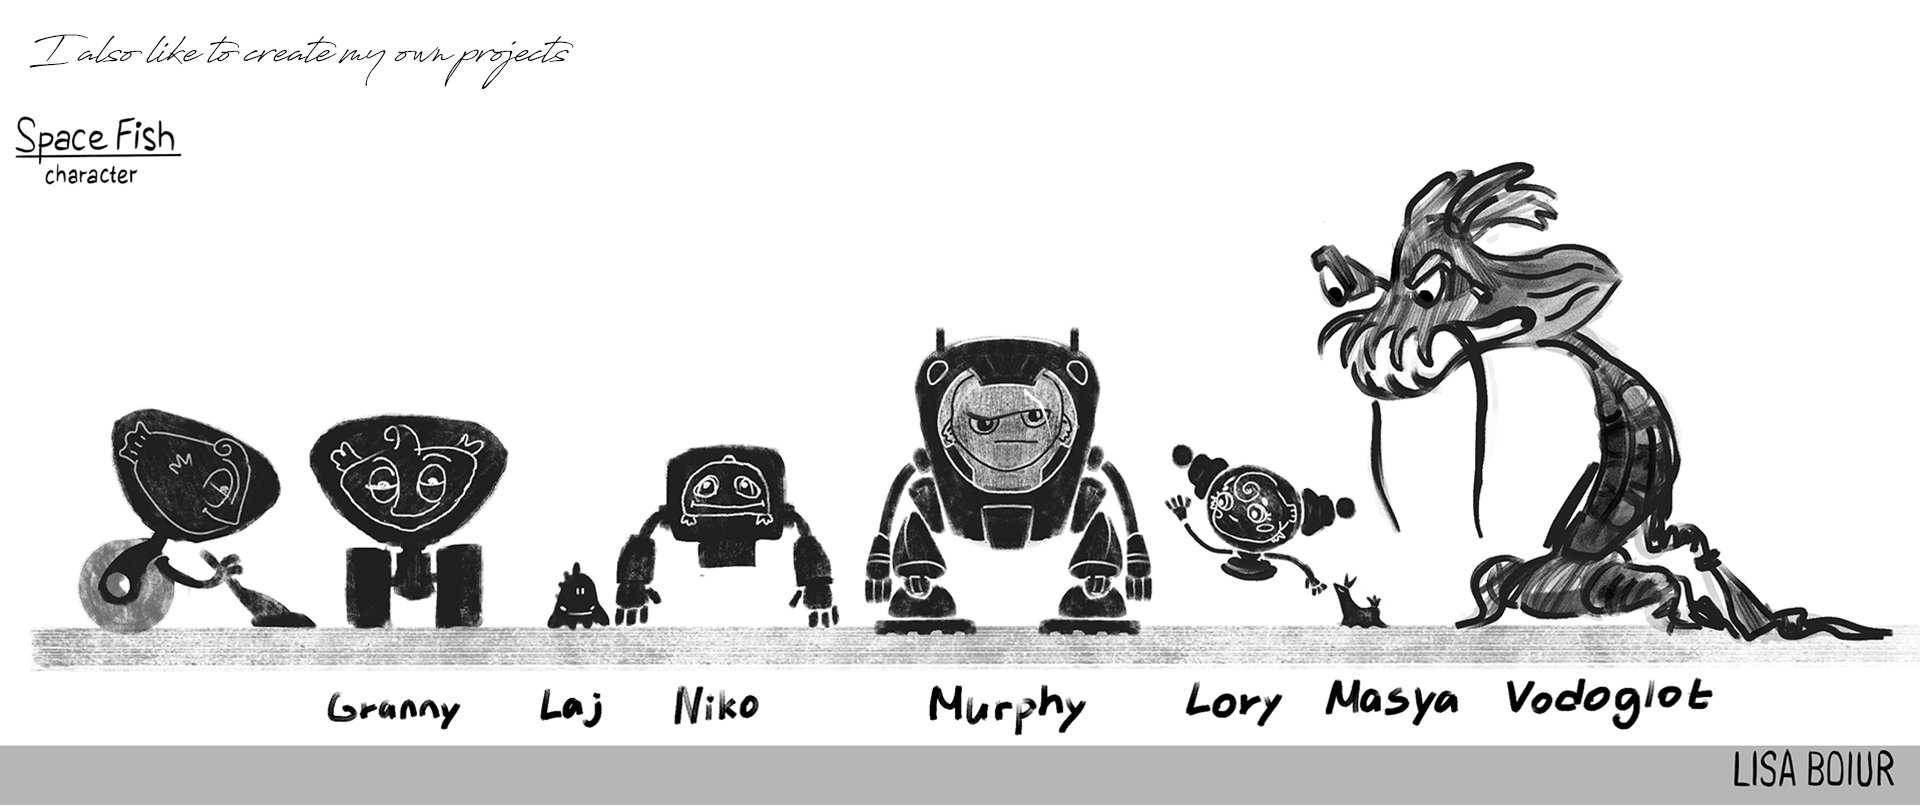 I also like to create my own projects
Space Fish
character
Granny Laj Niko Murphy Lory Masya Vodoglot
LISA BOIUR